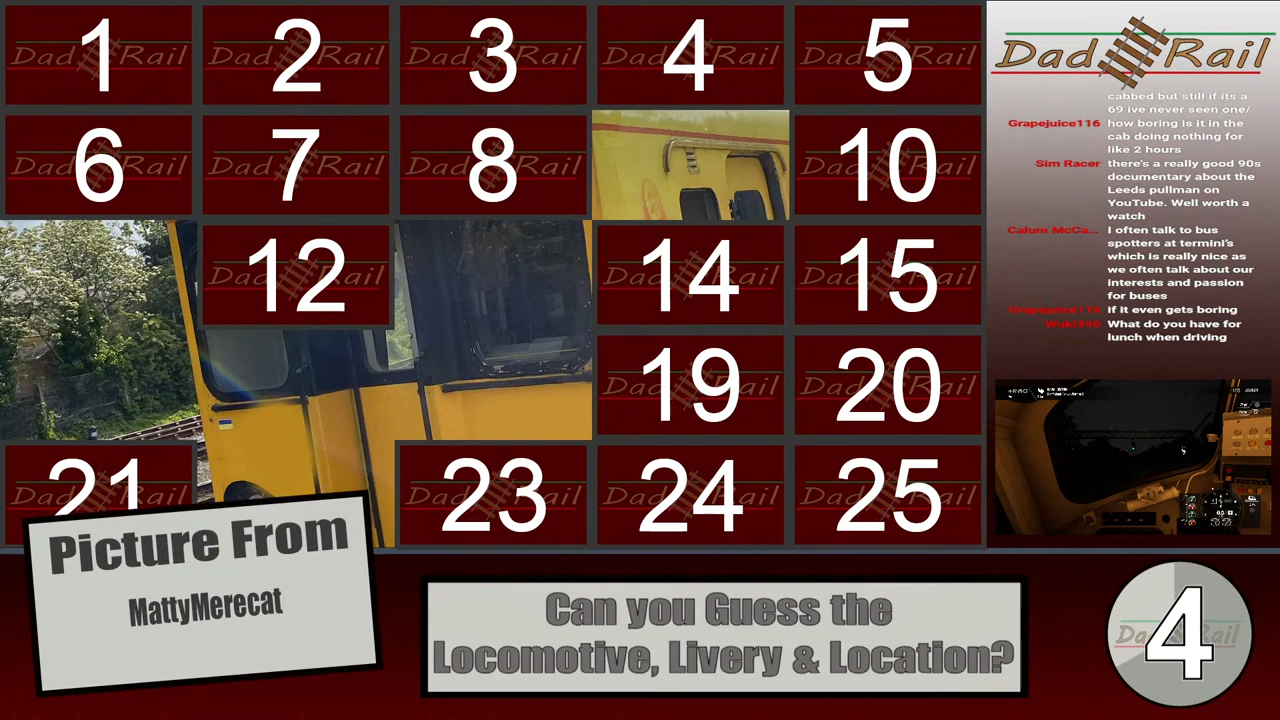 1
2
3
4
5
Dad Rail
6
7
8
10
12
14
15
19
20
21
23
24
25
cabbed but still if its a
69 ive never seen one/
Grapejuice116 how boring is it in the
cab doing nothing for
like 2 hours
Sim Racer there's a really good 90s
documentary about the
Leeds pullman on
YouTube. Well worth a
watch
Calum McCa... I often talk to bus
spotters at termini's
which is really nice as
we often talk about our
interests and passion
for buses
Grapejuice116 If it even gets boring
Wuki390 What do you have for
lunch when driving
Picture From
MattyMerecat
Can you Guess the
Locomotive, Livery & Location?
4